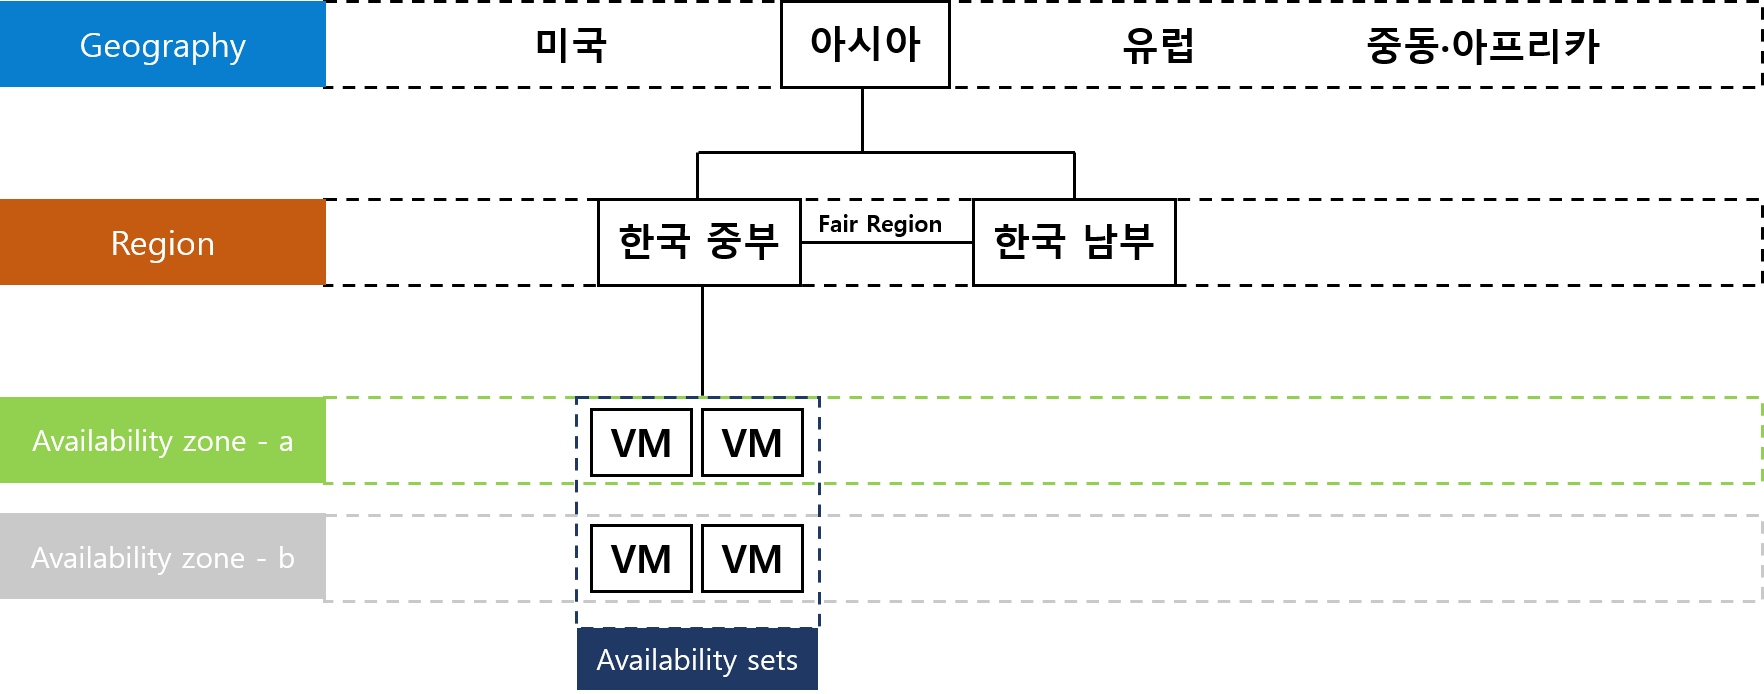 Geography
미국
아시아
유럽
중동·아프리카
Region
한국 중부
Fair Region
한국 남부
Availability zone - a
VM
VM
Availability zone - b
VM
VM
Availability sets